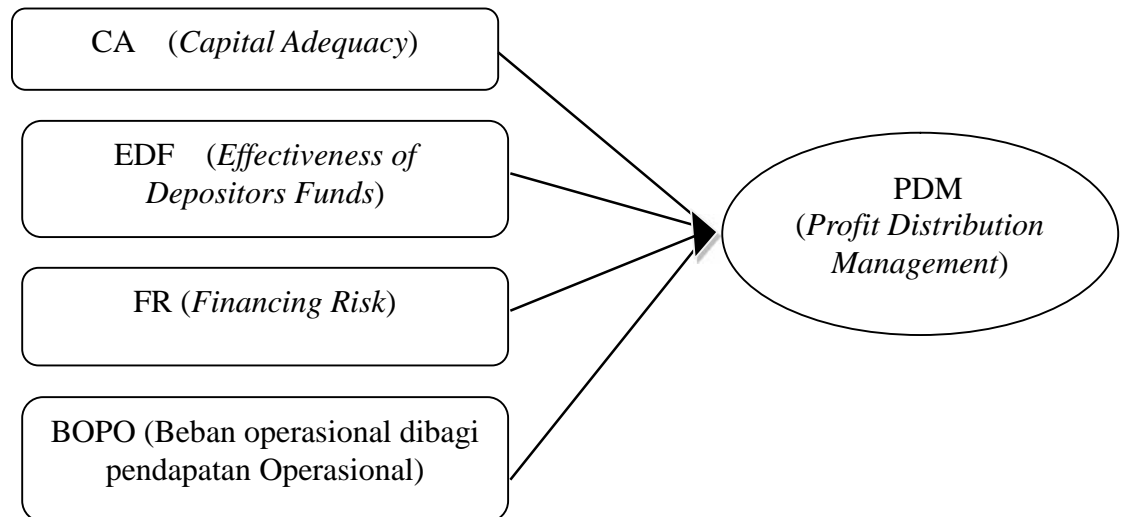 CA (Capital Adequacy)
EDF (Effectiveness of
Depositors Funds)
FR (Financing Risk)
BOPO (Beban operasional dibagi
pendapatan Operasional)
PDM
(Profit Distribution
Management)